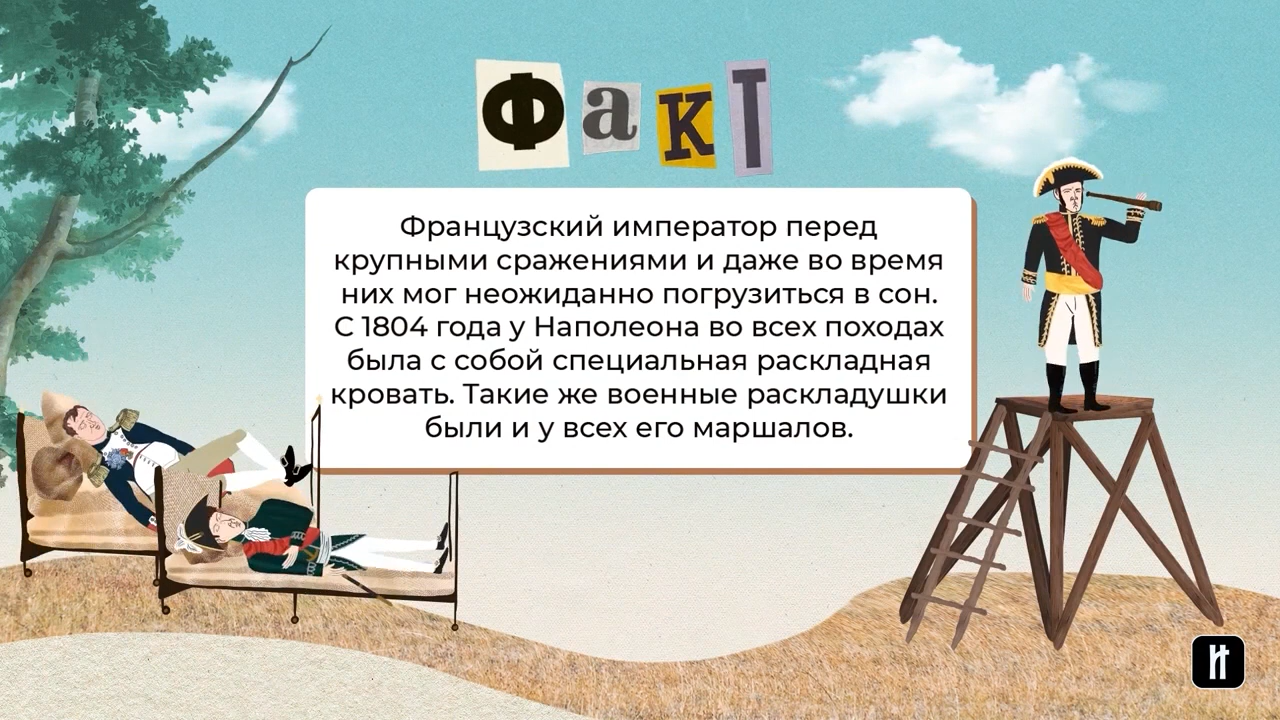 ФаКТ
Французский император перед
крупными сражениями и даже во время
них мог неожиданно погрузиться в сон.
С 1804 года у Наполеона во всех походах
была с собой специальная раскладная
кровать. Такие же военные раскладушки
были и у всех его маршалов.